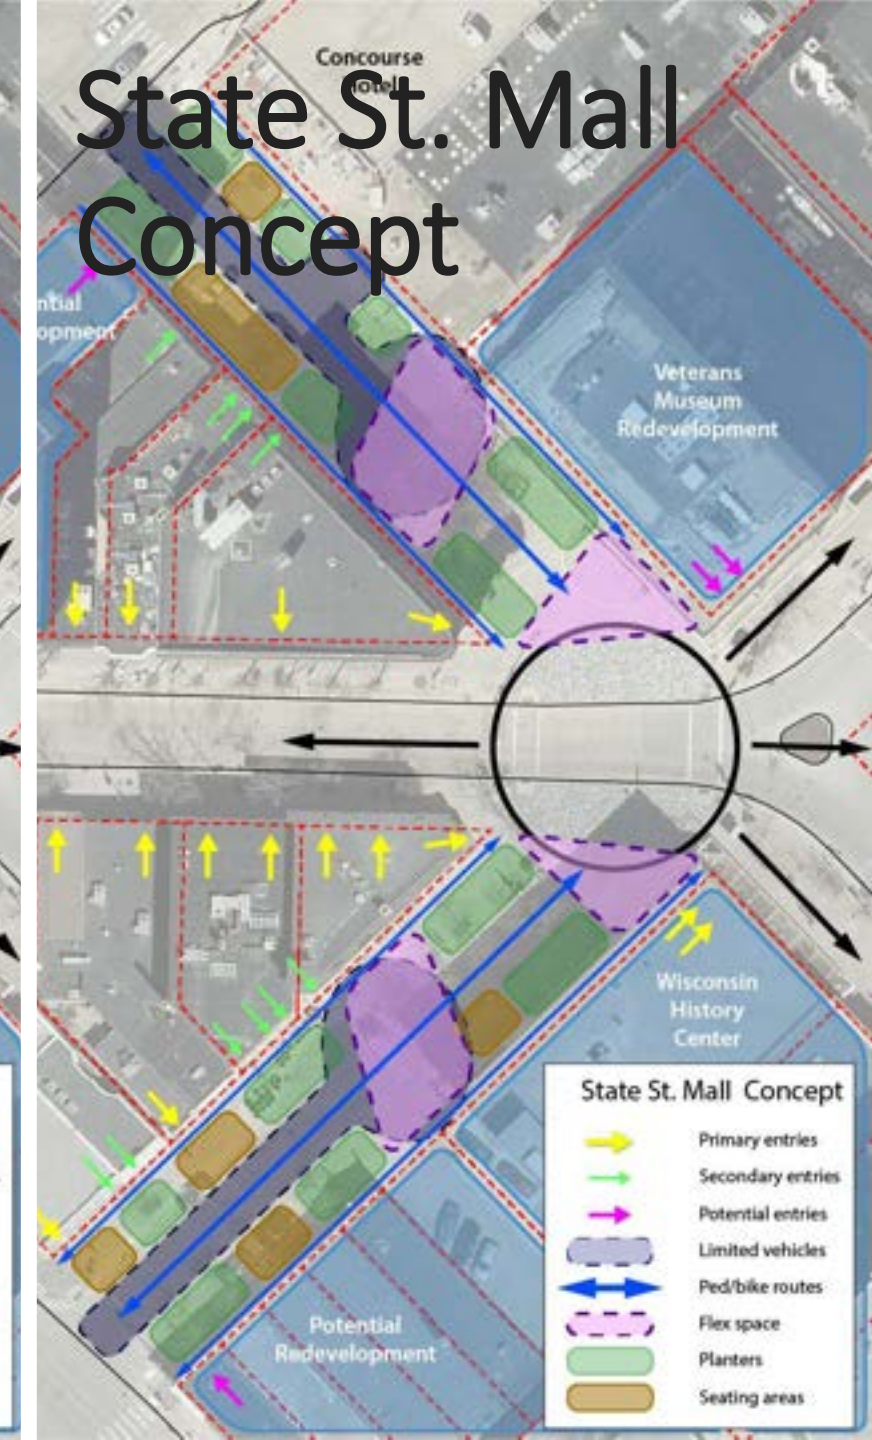 State St. Mall
Concept
Concourse
Hotel
ntial
opment
Veterans
Museum
Redevelopment
Wisconsin
History
Center
Potential
Redevelopment
State St. Mall Concept
Primary entries
Secondary entries
Potential entries
Limited vehicles
Ped/bike routes
Flex space
Planters
Seating areas